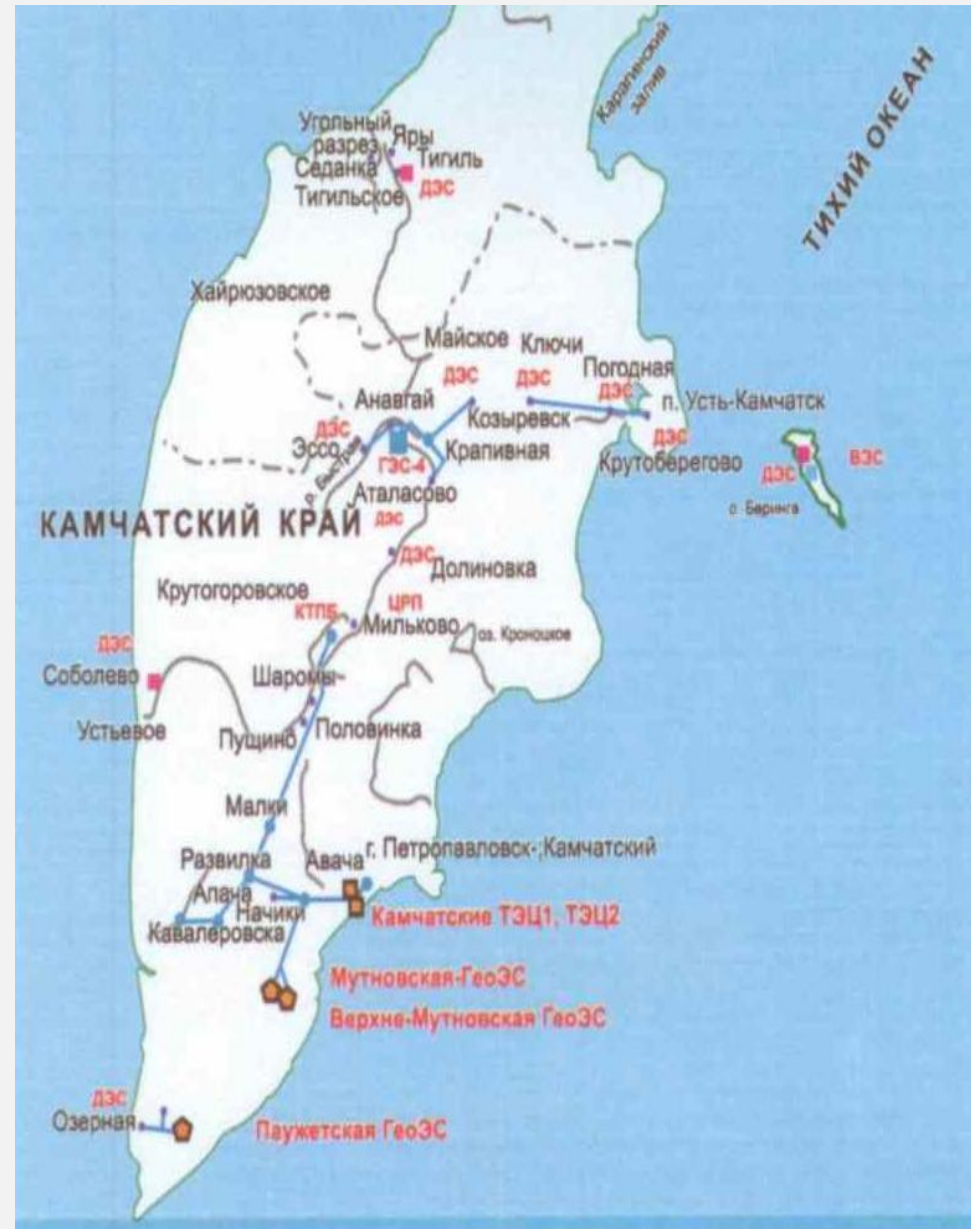 Карагинский
залив
ТИХИЙ ОКЕАН
Угольный
разрез
Яры
Седанка
Тигиль
Тигильское
ДЭС
Хайрюзовское
Майское
Ключи
Погодная
ДЭС
ДЭС
ДЭС
п. Усть-Камчатск
Анавгай
Козыревск
ДЭС
Эссо
ДЭС
ВЭС
р. Быстрая
ГЭС-4
Крапивная
Крутоберегово
ДЭС
Аталасово
о. Беринга
КАМЧАТСКИЙ КРАЙ
ДЭС
ДЭС
Долиновка
Крутогоровское
КТПБ
ЦРП
Мильково
оз. Кроноцкое
ДЭС
Соболево
Шаромы-
Устьевое
Пущино
Половинка
Малки
Развилка
Авача
г. Петропавловск-;Камчатский
Апача
Начики
Камчатские ТЭЦ1, ТЭЦ2
Кавалеровска
Мутновская-ГеоЭС
Верхне-Мутновская ГеоЭС
ДЭС
Озерная
Паужетская ГеоЭС